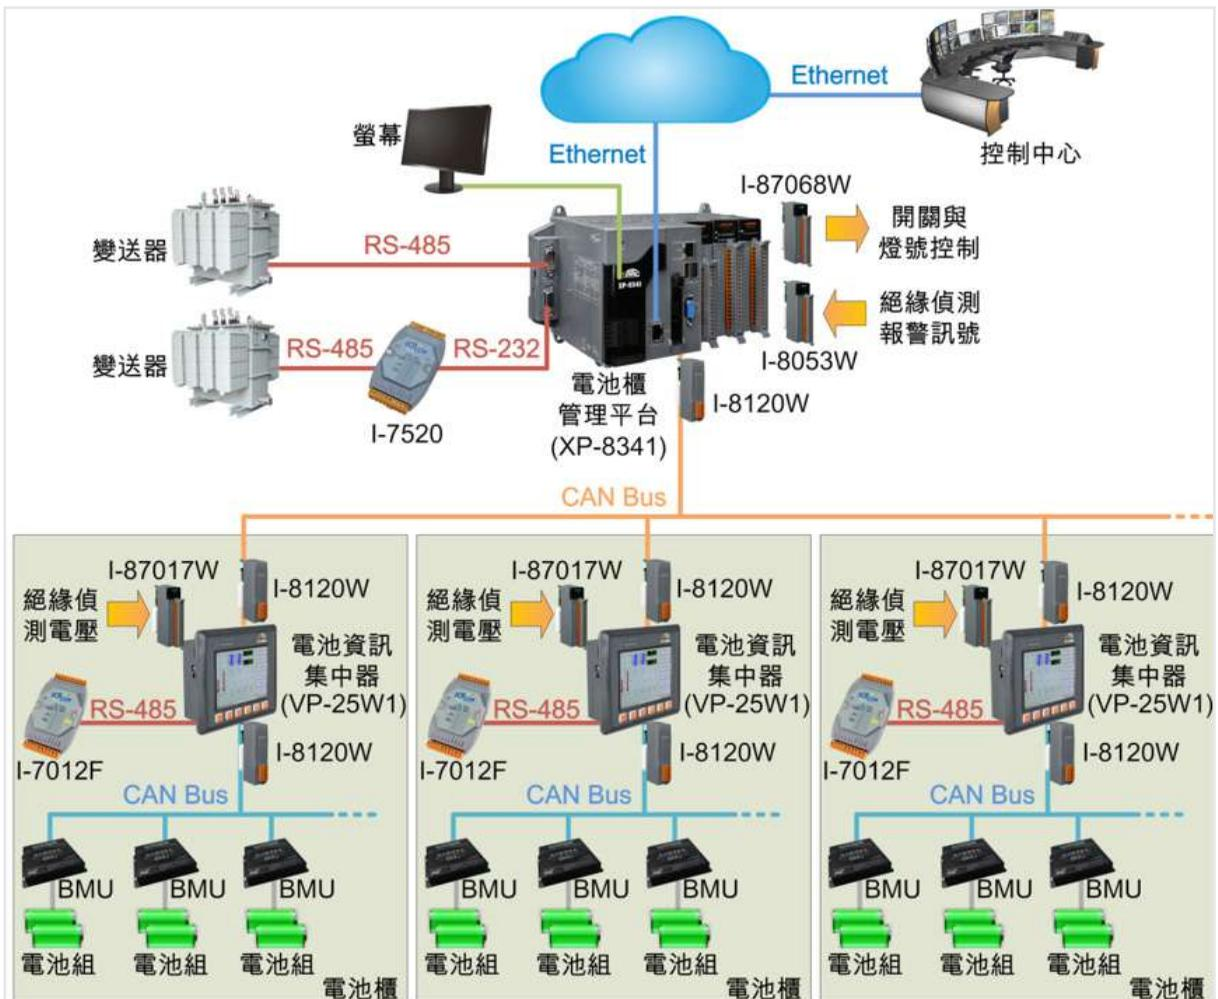 Ethernet
控制中心
螢幕
Ethernet
I-87068W
開關與
燈號控制
變送器
RS-485
XP-8341
絕緣偵測
報警訊號
I-8053W
變送器
RS-485
RS-232
I-7520
電池櫃
管理平台
(XP-8341)
I-8120W
CAN Bus
I-87017W
I-8120W
絕緣偵
測電壓
電池資訊
集中器
(VP-25W1)
RS-485
I-7012F
I-8120W
CAN Bus
BMU
BMU
BMU
電池組
電池組
電池組
電池櫃
I-87017W
I-8120W
絕緣偵
測電壓
電池資訊
集中器
(VP-25W1)
RS-485
I-7012F
I-8120W
CAN Bus
BMU
BMU
BMU
電池組
電池組
電池組
電池櫃
I-87017W
I-8120W
絕緣偵
測電壓
電池資訊
集中器
(VP-25W1)
RS-485
I-7012F
I-8120W
CAN Bus
BMU
BMU
BMU
電池組
電池組
電池組
電池櫃